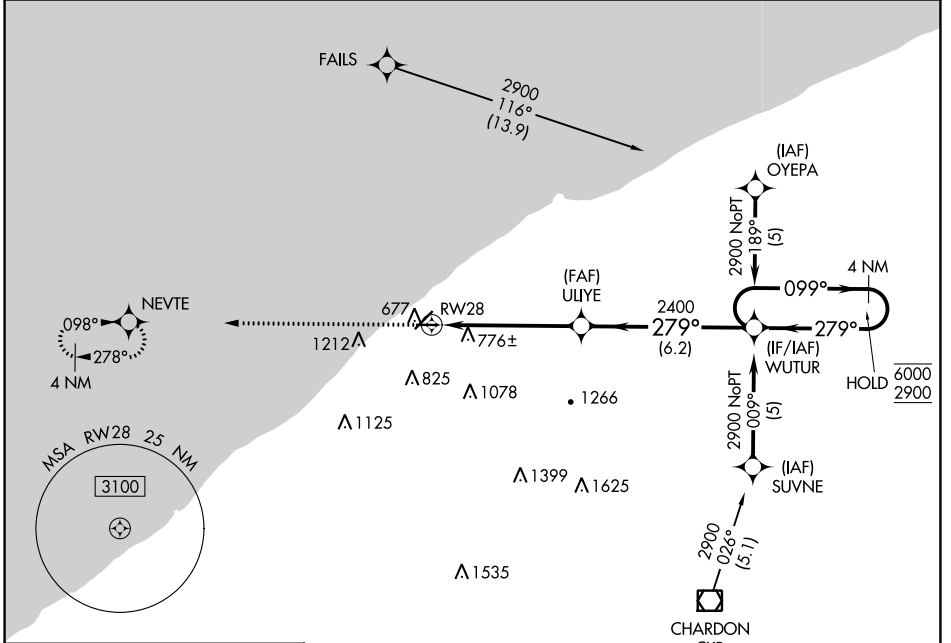 FAILS
2900
116°
(13.9)
(IAF)
OYEPA
2900 NoPT
189°
(5)
4 NM
099°
NEVTE
098°
278°
4 NM
677
RW28
1212
776±
(FAF)
ULIYE
2400
279°
(6.2)
279°
(IF/IAF)
WUTUR
HOLD
6000
2900
825
1078
1266
1125
2900 NoPT
009°
(5)
MSA RW28 25 NM
3100
1399
1625
(IAF)
SUVNE
1535
2900
026°
(5.1)
CHARDON